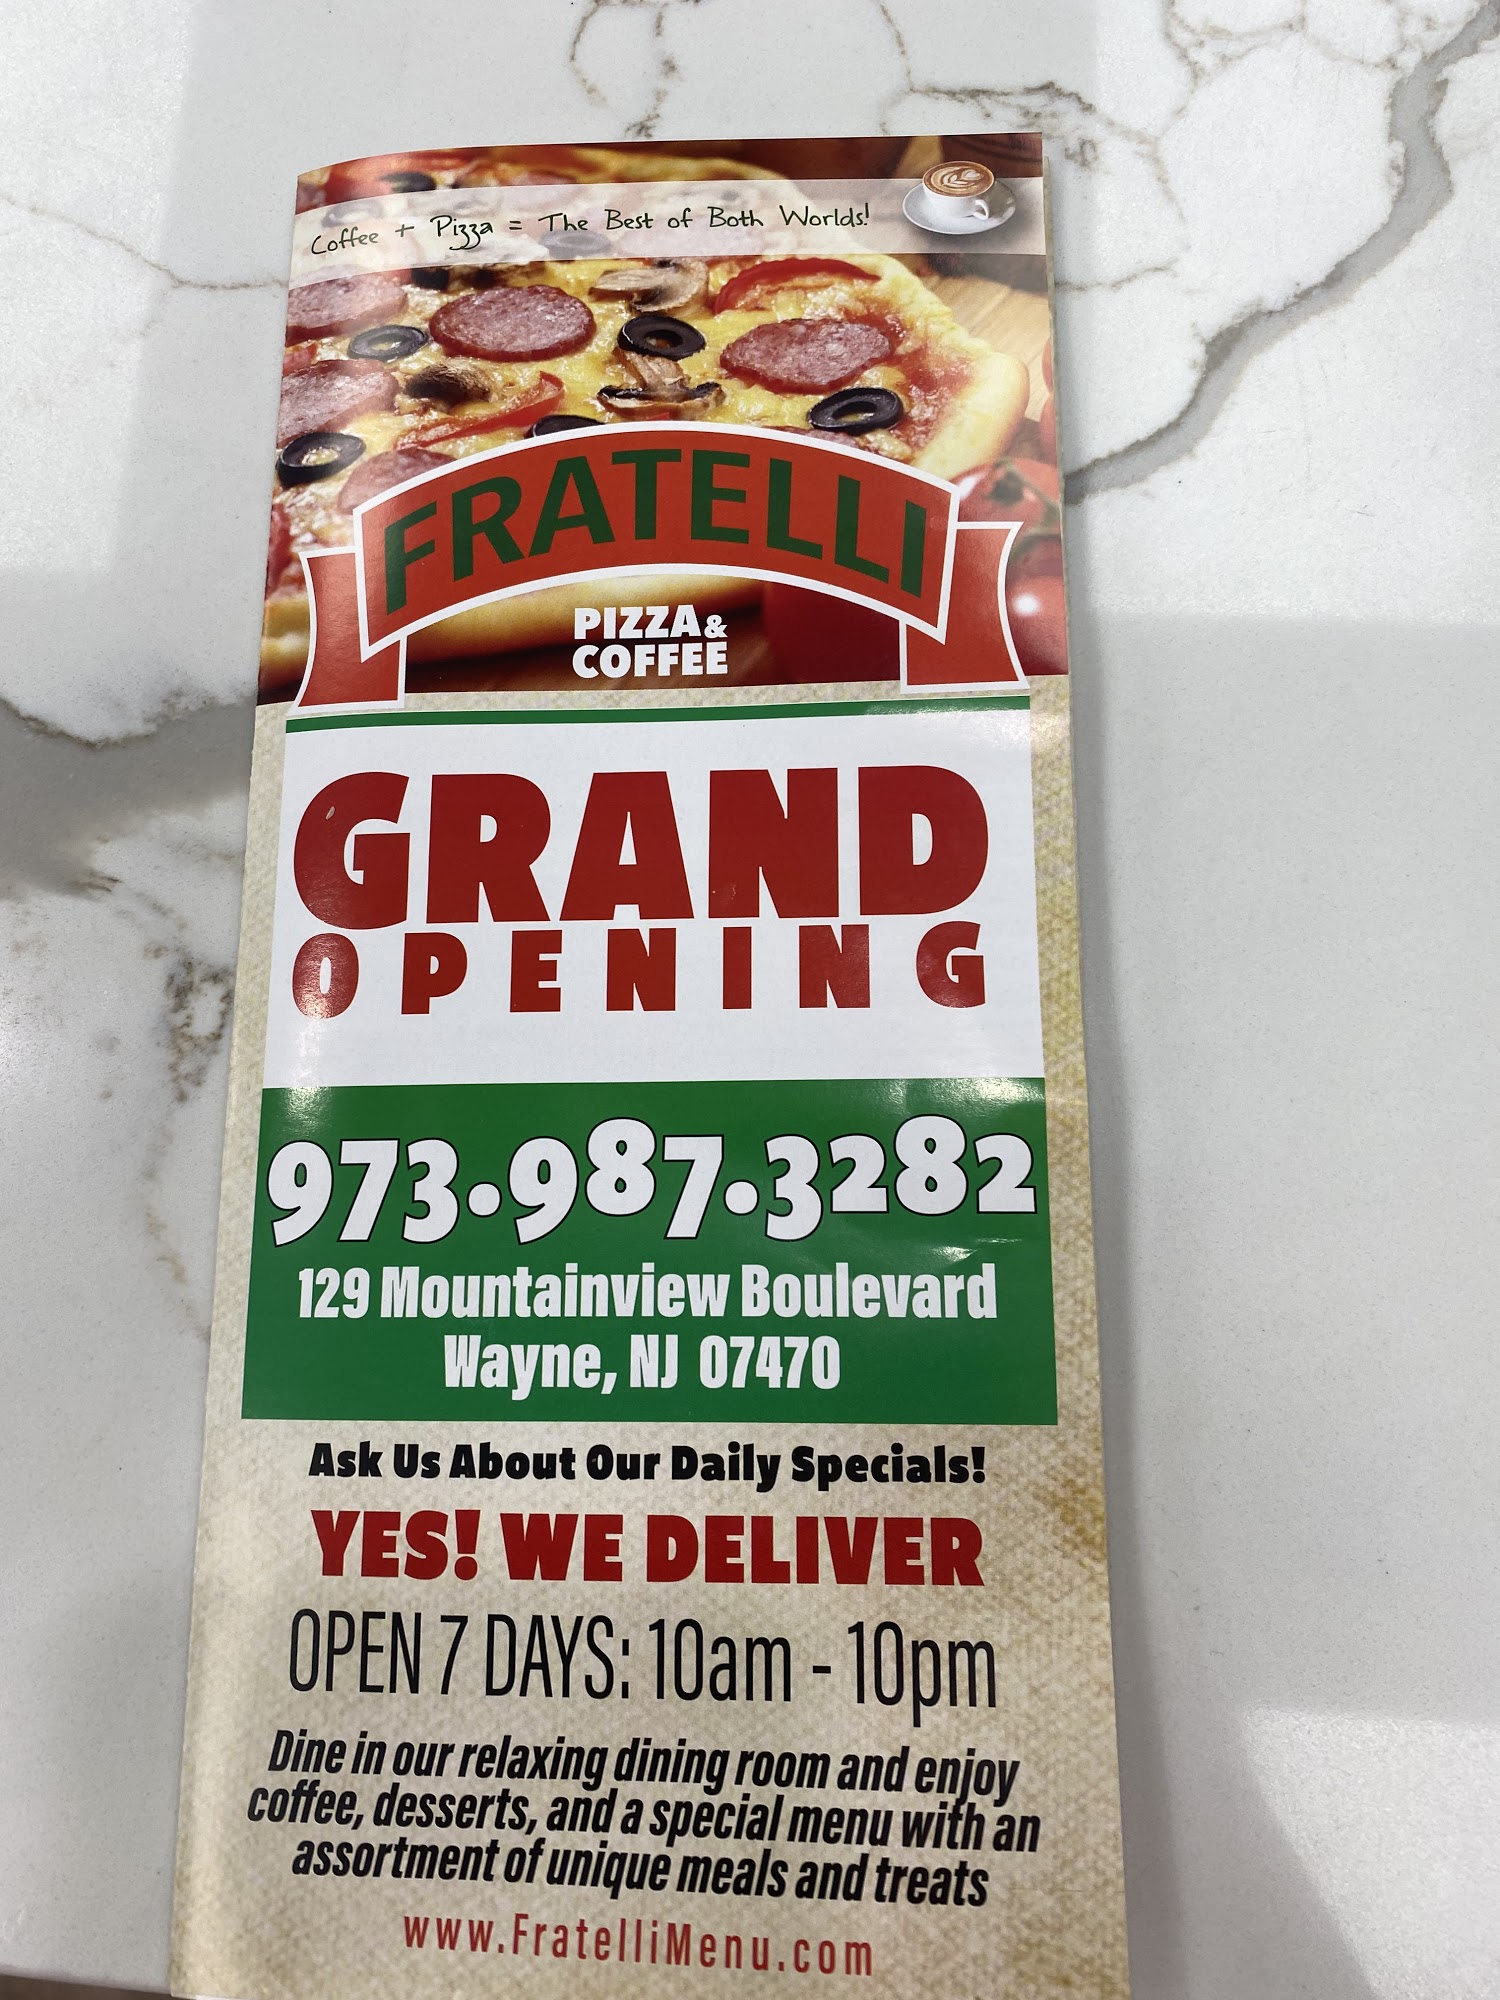 Coffee + Pizza = The Best of Both Worlds!
FRATELLI
PIZZA &
COFFEE
GRAND
OPENING
973.987.3282
129 Mountainview Boulevard
Wayne, NJ 07470
Ask Us About Our Daily Specials!
YES! WE DELIVER
OPEN 7 DAYS: 10am - 10pm
Dine in our relaxing dining room and enjoy
coffee, desserts, and a special menu with an
assortment of unique meals and treats
www.FratelliMenu.com